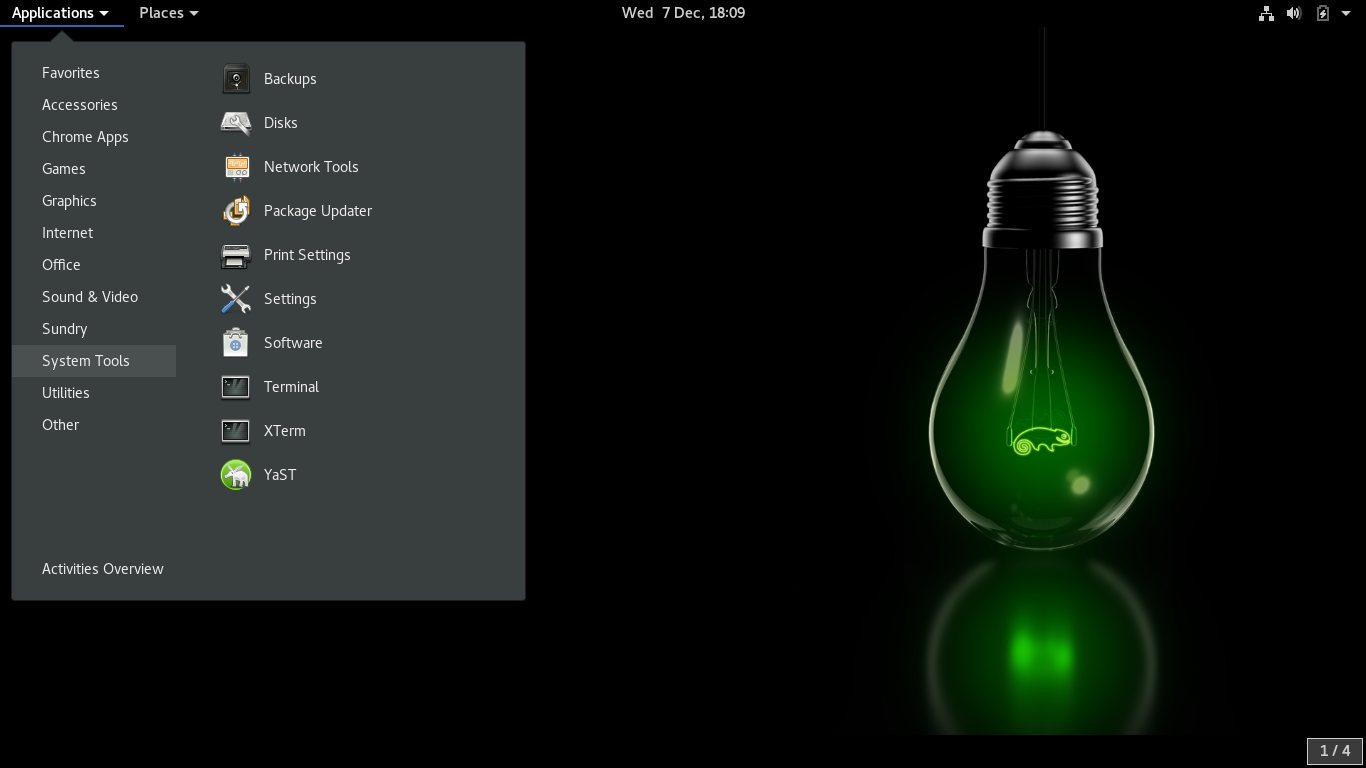 Applications Places Wed 7 Dec, 18:09
Favorites
Accessories
Chrome Apps
Games
Graphics
Internet
Office
Sound & Video
Sundry
System Tools
Utilities
Other
Activities Overview
Backups
Disks
Network Tools
Package Updater
Print Settings
Settings
Software
Terminal
XTerm
YaST
1 / 4